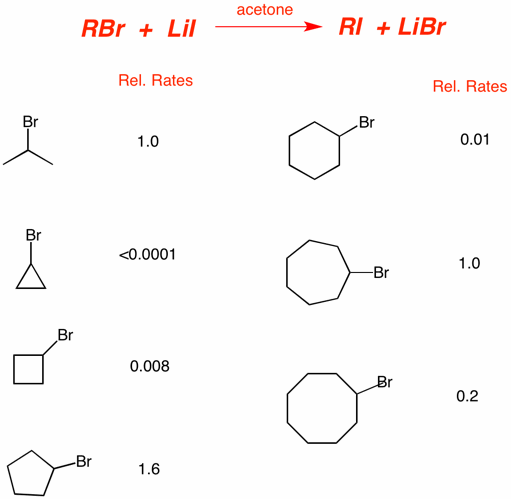 acetone
RBr + LiI RI + LiBr
Rel. Rates
Br
1.0
Br
<0.0001
Br
0.008
Br
1.6
Rel. Rates
Br
0.01
Br
1.0
Br
0.2